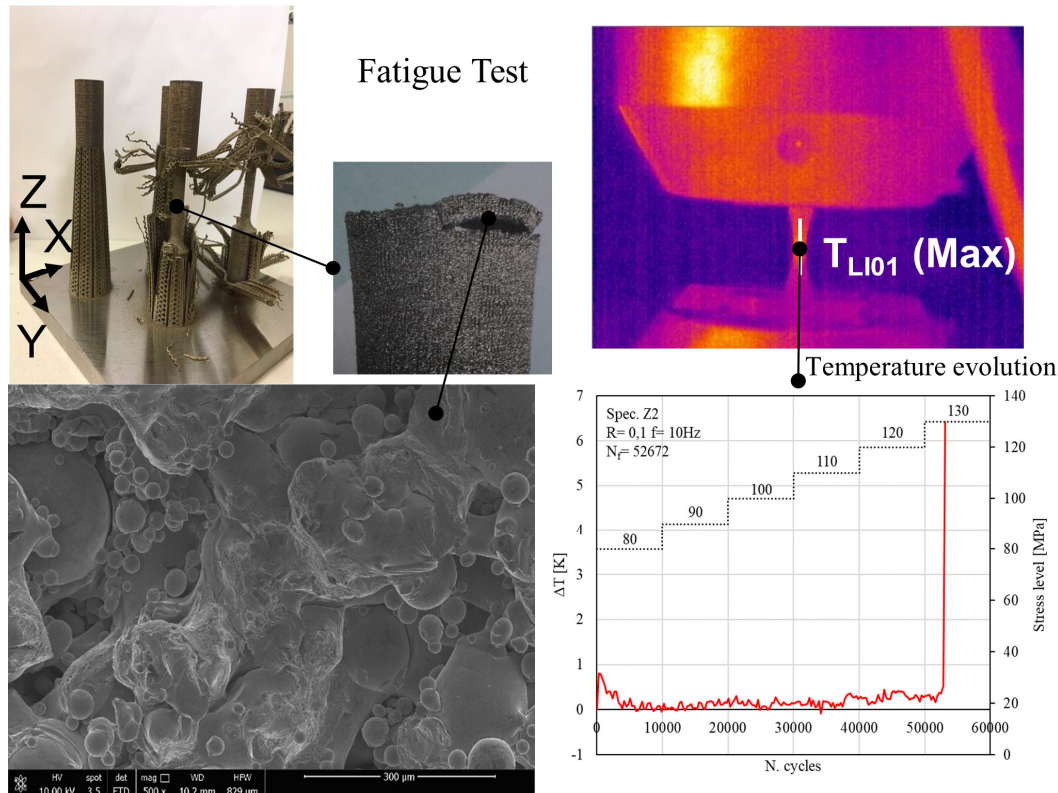 Fatigue Test
Z
X
Y
T_LI01 (Max)
Temperature evolution
Spec. Z2
R= 0,1 f= 10Hz
N_f= 52672
80
90
100
110
120
130
ΔT [K]
7
6
5
4
3
2
1
0
-1
Stress level [MPa]
140
120
100
80
60
40
20
0
0
10000
20000
30000
40000
50000
60000
N. cycles
HV spot det mag WD HFW
10.00 kV 3.5 ETD 500 x 10.2 mm 829 µm
300 µm